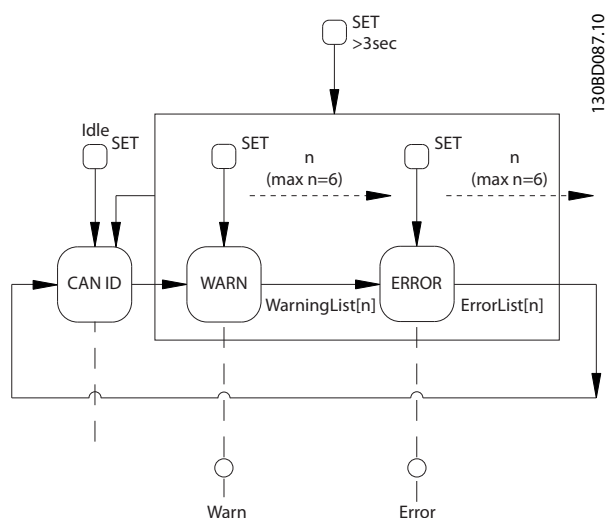 SET
>3sec
130BD087.10
Idle
SET
SET
n
(max n=6)
SET
n
(max n=6)
CAN ID
WARN
WarningList[n]
ERROR
ErrorList[n]
Warn
Error